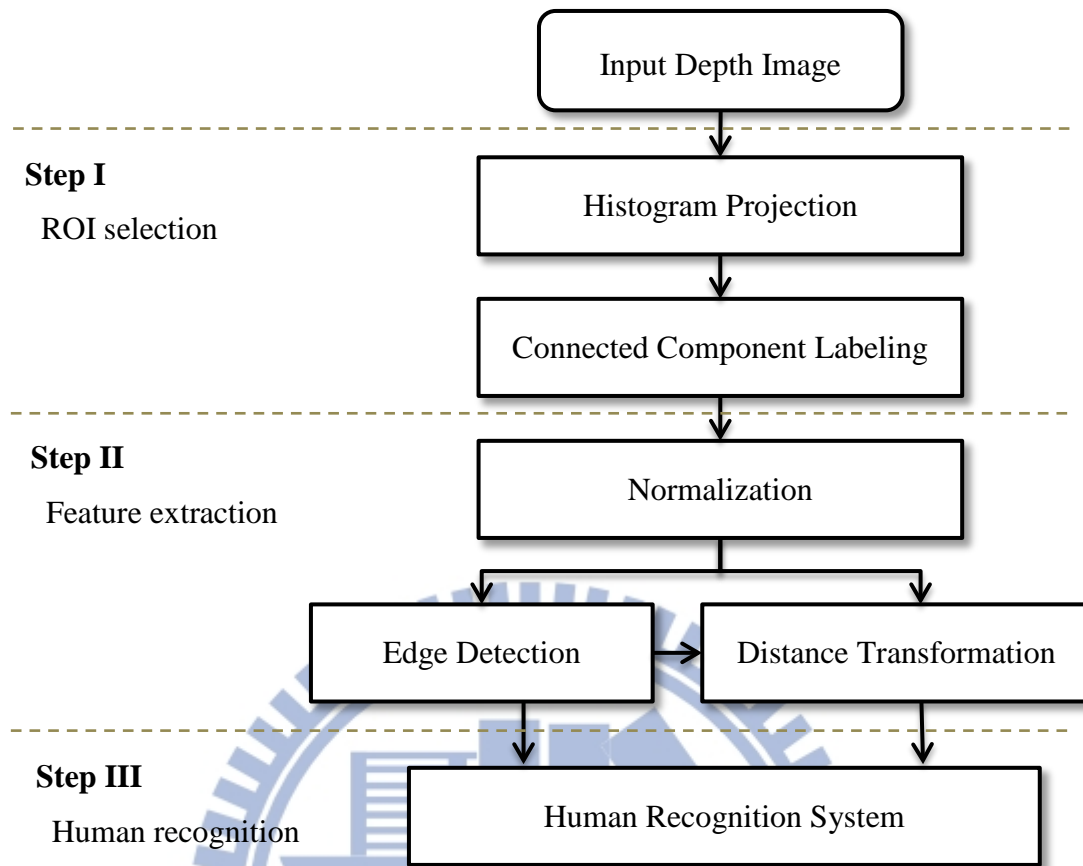 Input Depth Image
Step I
ROI selection
Histogram Projection
Connected Component Labeling
Step II
Feature extraction
Normalization
Edge Detection
Distance Transformation
Step III
Human recognition
Human Recognition System